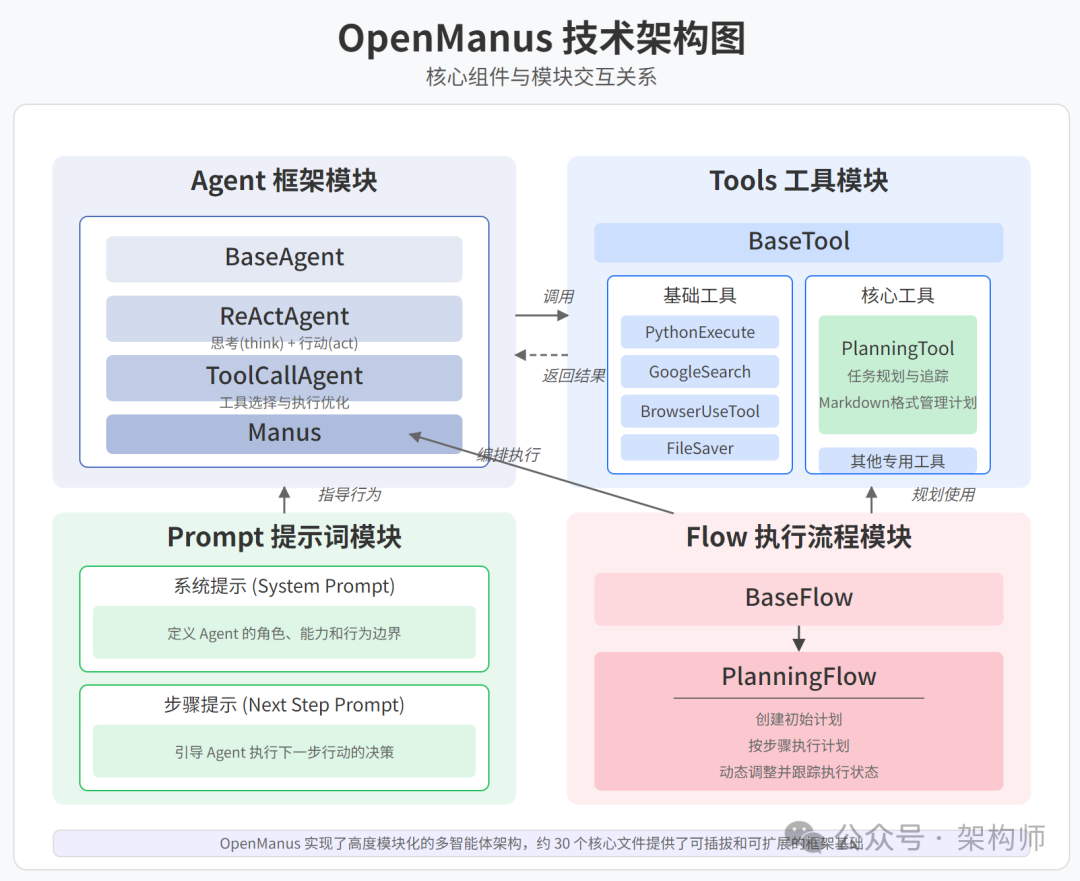 OpenManus 技术架构图
核心组件与模块交互关系
Agent 框架模块
BaseAgent
ReActAgent
思考(think) + 行动(act)
ToolCallAgent
工具选择与执行优化
Manus
调用
返回结果
编排执行
Tools 工具模块
BaseTool
基础工具
PythonExecute
GoogleSearch
BrowserUseTool
FileSaver
核心工具
PlanningTool
任务规划与追踪
Markdown格式管理计划
其他专用工具
指导行为
规划使用
Prompt 提示词模块
系统提示 (System Prompt)
定义 Agent 的角色、能力和行为边界
步骤提示 (Next Step Prompt)
引导 Agent 执行下一步行动的决策
Flow 执行流程模块
BaseFlow
PlanningFlow
创建初始计划
按步骤执行计划
动态调整并跟踪执行状态
OpenManus 实现了高度模块化的多智能体架构，约 30 个核心文件提供了可插拔和可扩展的框架基础
公众号 · 架构师